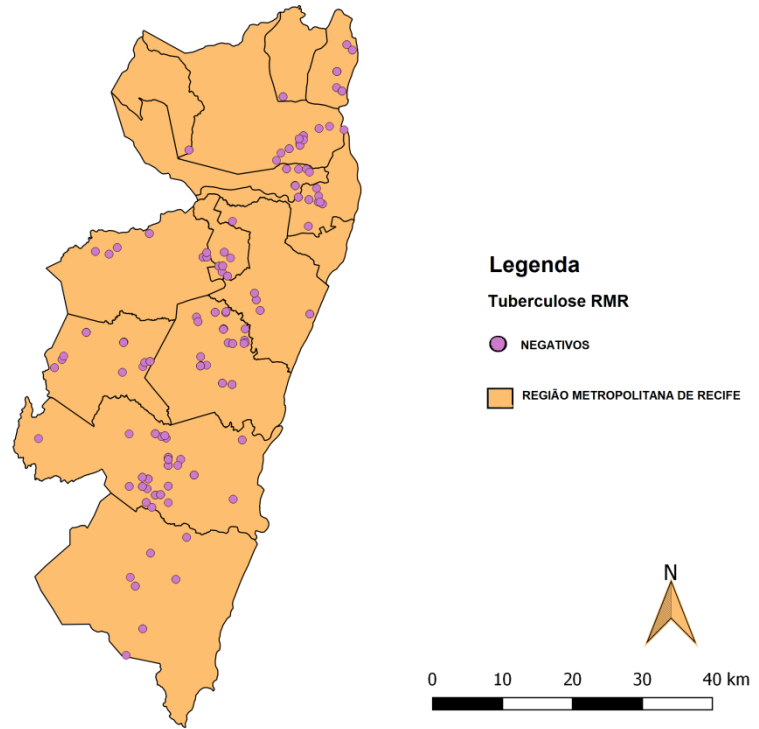 Legenda
Tuberculose RMR
NEGATIVOS
REGIÃO METROPOLITANA DE RECIFE
N
0 10 20 30 40 km